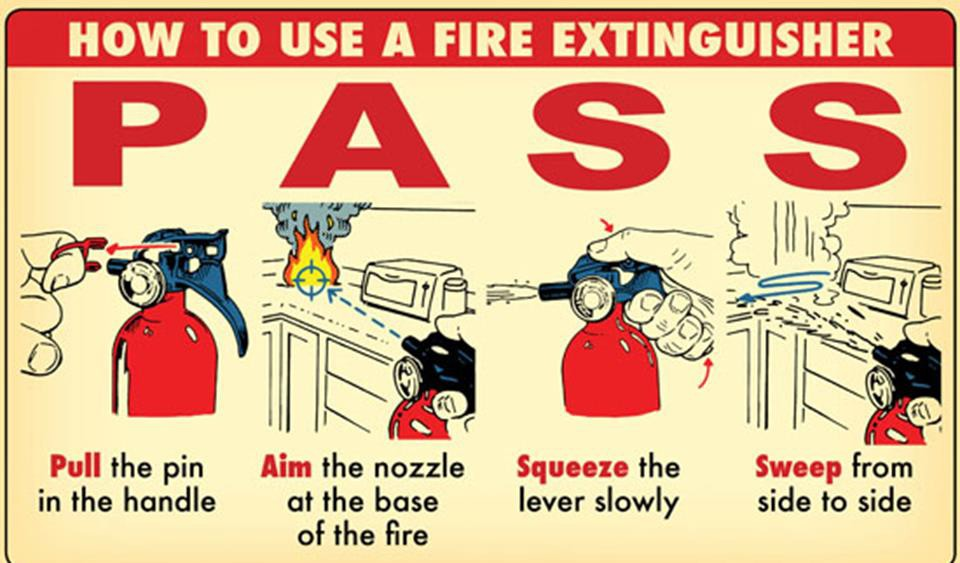 HOW TO USE A FIRE EXTINGUISHER
P A S S
Pull the pin
in the handle
Aim the nozzle
at the base
of the fire
Squeeze the
lever slowly
Sweep from
side to side